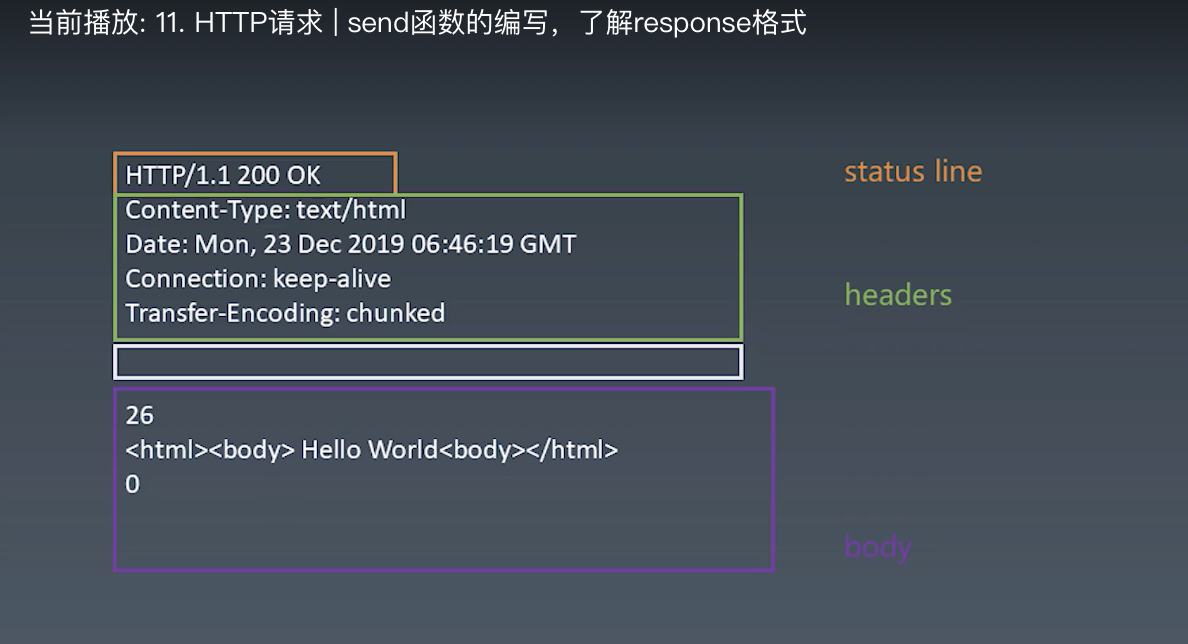 当前播放: 11. HTTP请求 | send函数的编写，了解response格式
HTTP/1.1 200 OK
status line
Content-Type: text/html
Date: Mon, 23 Dec 2019 06:46:19 GMT
Connection: keep-alive
Transfer-Encoding: chunked
headers
26
<html><body> Hello World<body></html>
0
body